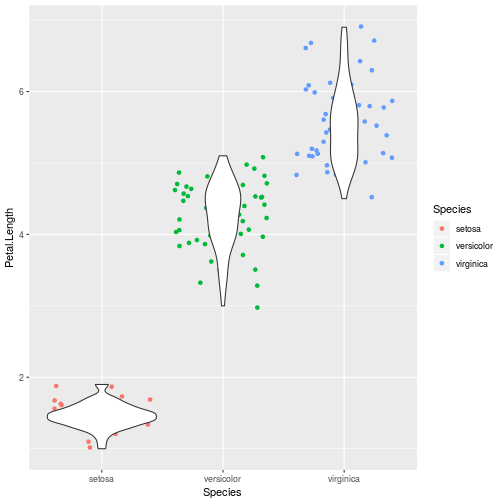 6
4
2
Petal.Length
setosa
versicolor
virginica
Species
Species
setosa
versicolor
virginica